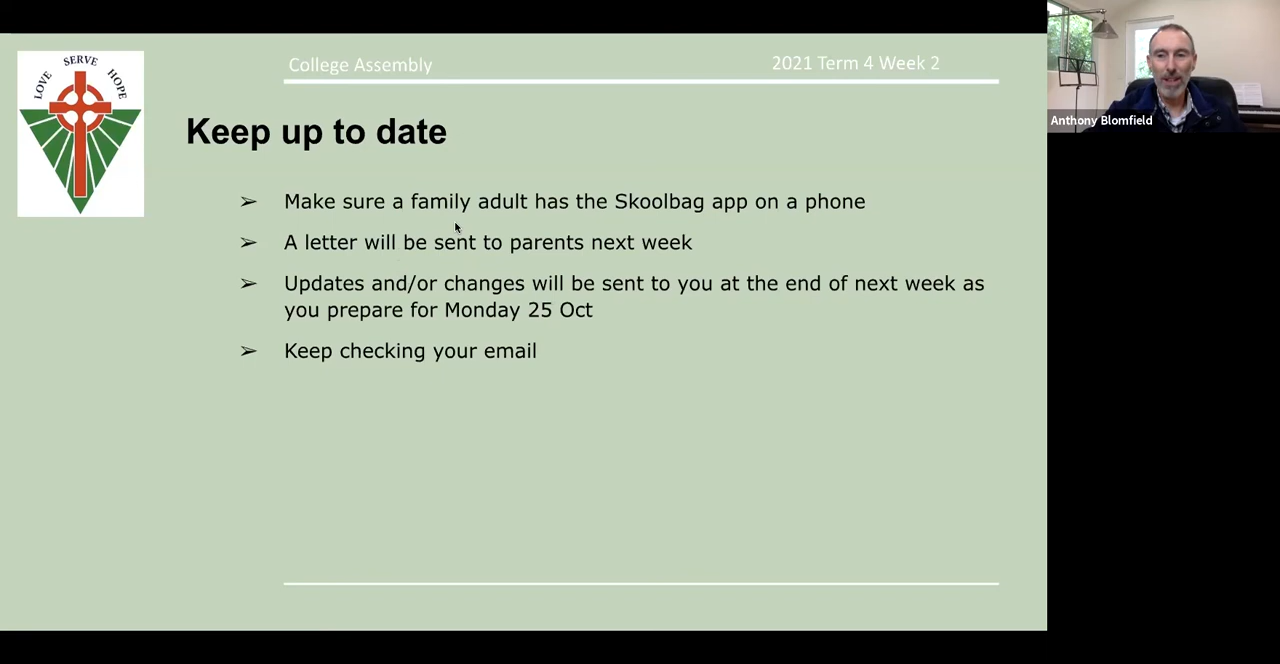 LOVE SERVE HOPE
College Assembly
2021 Term 4 Week 2
Keep up to date
➢ Make sure a family adult has the Skoolbag app on a phone
➢ A letter will be sent to parents next week
➢ Updates and/or changes will be sent to you at the end of next week as
you prepare for Monday 25 Oct
➢ Keep checking your email
Anthony Blomfield